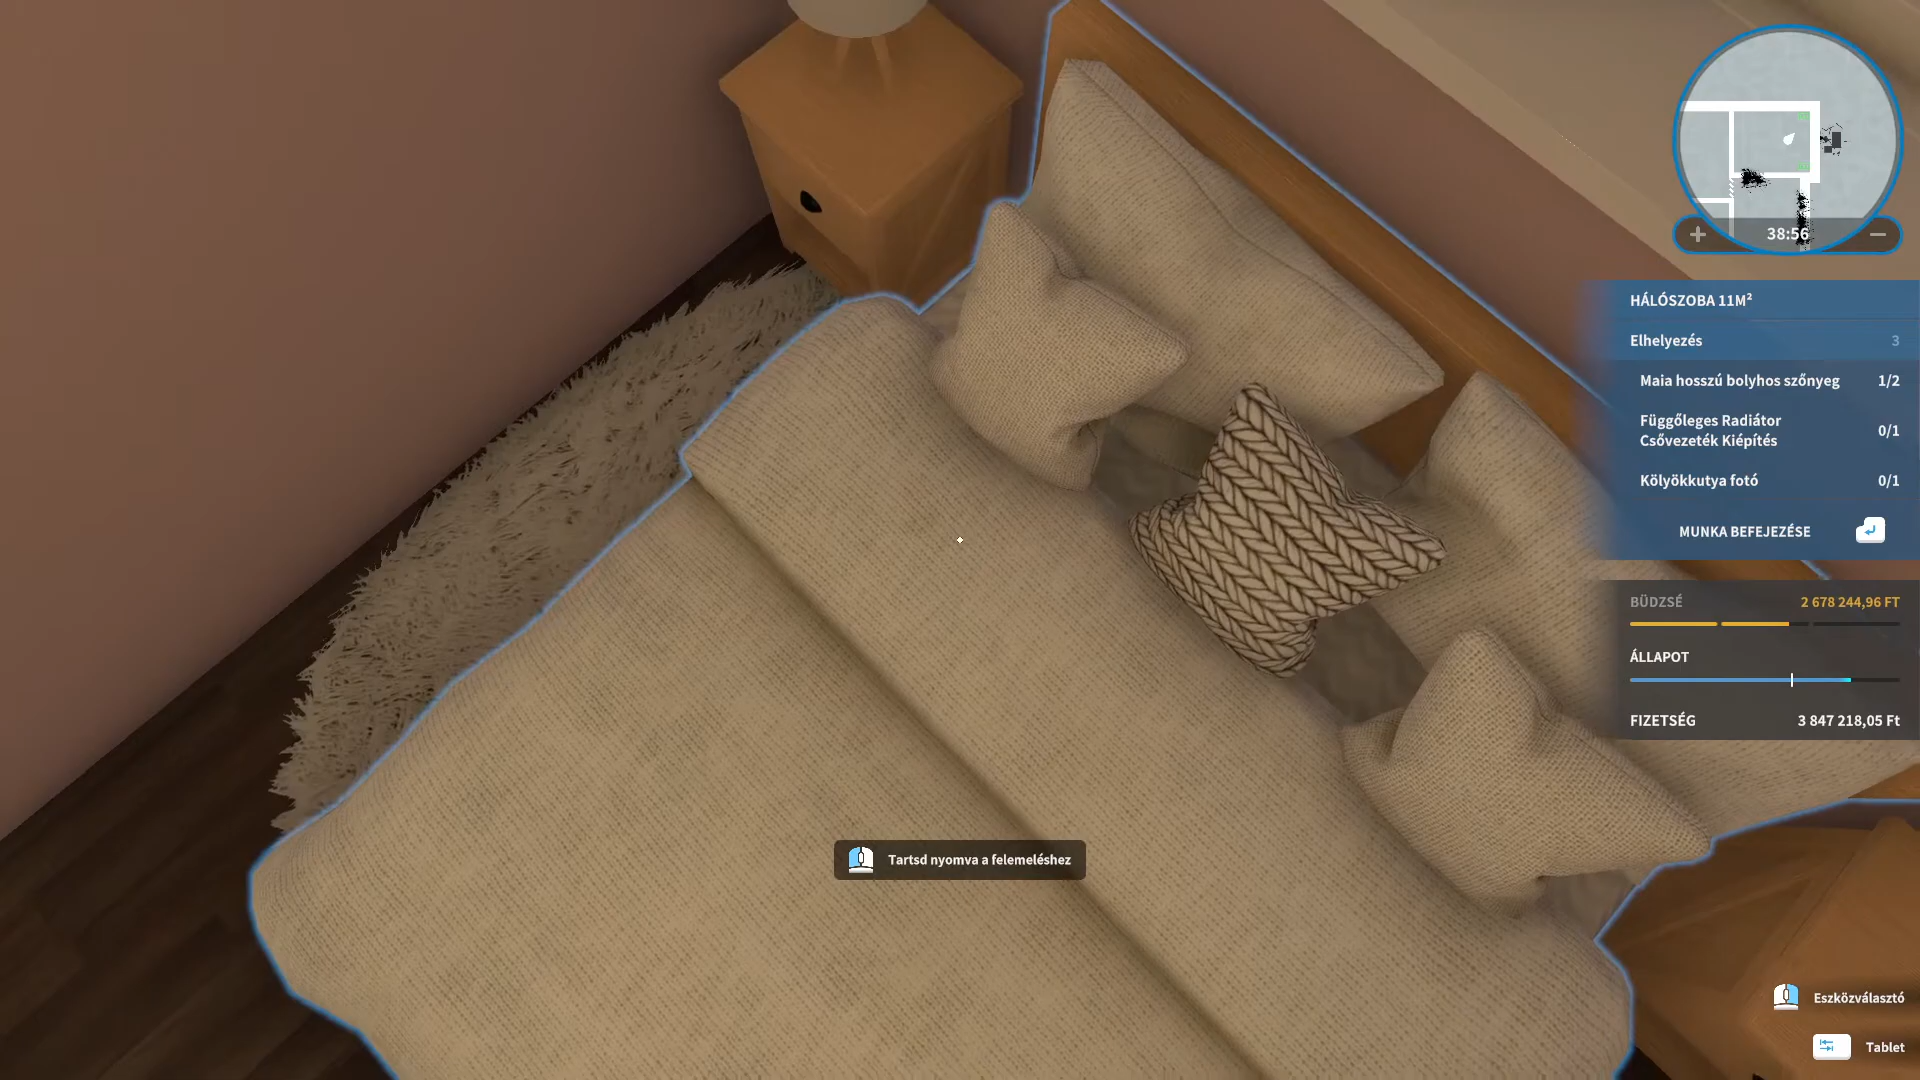 38:56
HÁLÓSZOBA 11M²
Elhelyezés 3
Maia hosszú bolyhos szőnyeg 1/2
Függőleges Radiátor
Csővezeték Kiépítés 0/1
Kölyökkutya fotó 0/1
MUNKA BEFEJEZÉSE
BÜDZSÉ 2 678 244,96 FT
ÁLLAPOT
FIZETSÉG 3 847 218,05 Ft
Tartsd nyomva a felemeléshez
Eszközválasztó
Tablet